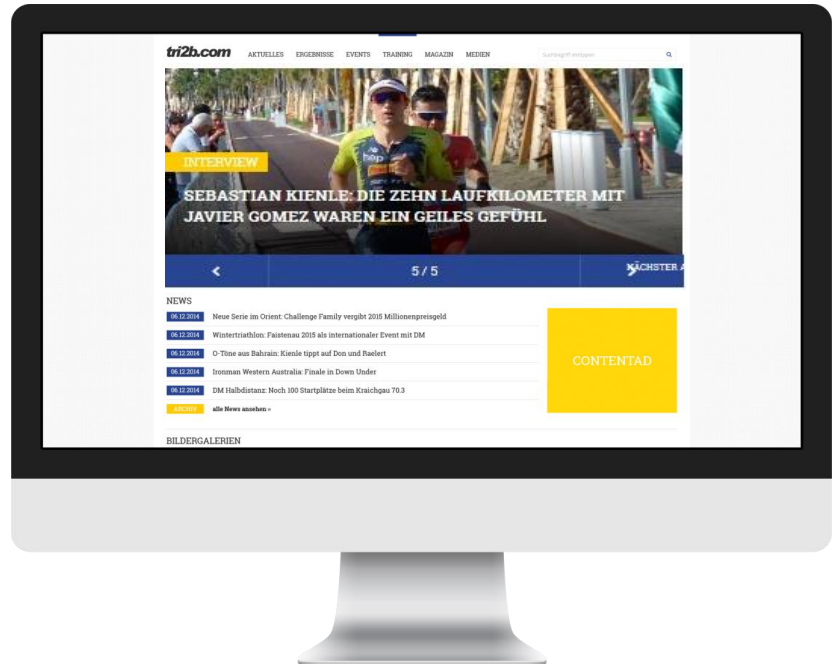 tri2b.com
AKTUELLES ERGEBNISSE EVENTS TRAINING MAGAZIN MEDIEN
Suchbegriff eintippen
INTERVIEW
SEBASTIAN KIENLE: DIE ZEHN LAUFKILOMETER MIT
JAVIER GOMEZ WAREN EIN GEILES GEFÜHL
5 / 5
NÄCHSTER A
NEWS
06.12.2014 Neue Serie im Orient: Challenge Family vergibt 2015 Millionenpreisgeld
06.12.2014 Wintertriathlon: Faistenau 2015 als internationaler Event mit DM
06.12.2014 O-Töne aus Bahrain: Kienle tippt auf Don und Raelert
06.12.2014 Ironman Western Australia: Finale in Down Under
06.12.2014 DM Halbdistanz: Noch 100 Startplätze beim Kraichgau 70.3
ARCHIV alle News ansehen »
CONTENTAD
BILDERGALERIEN